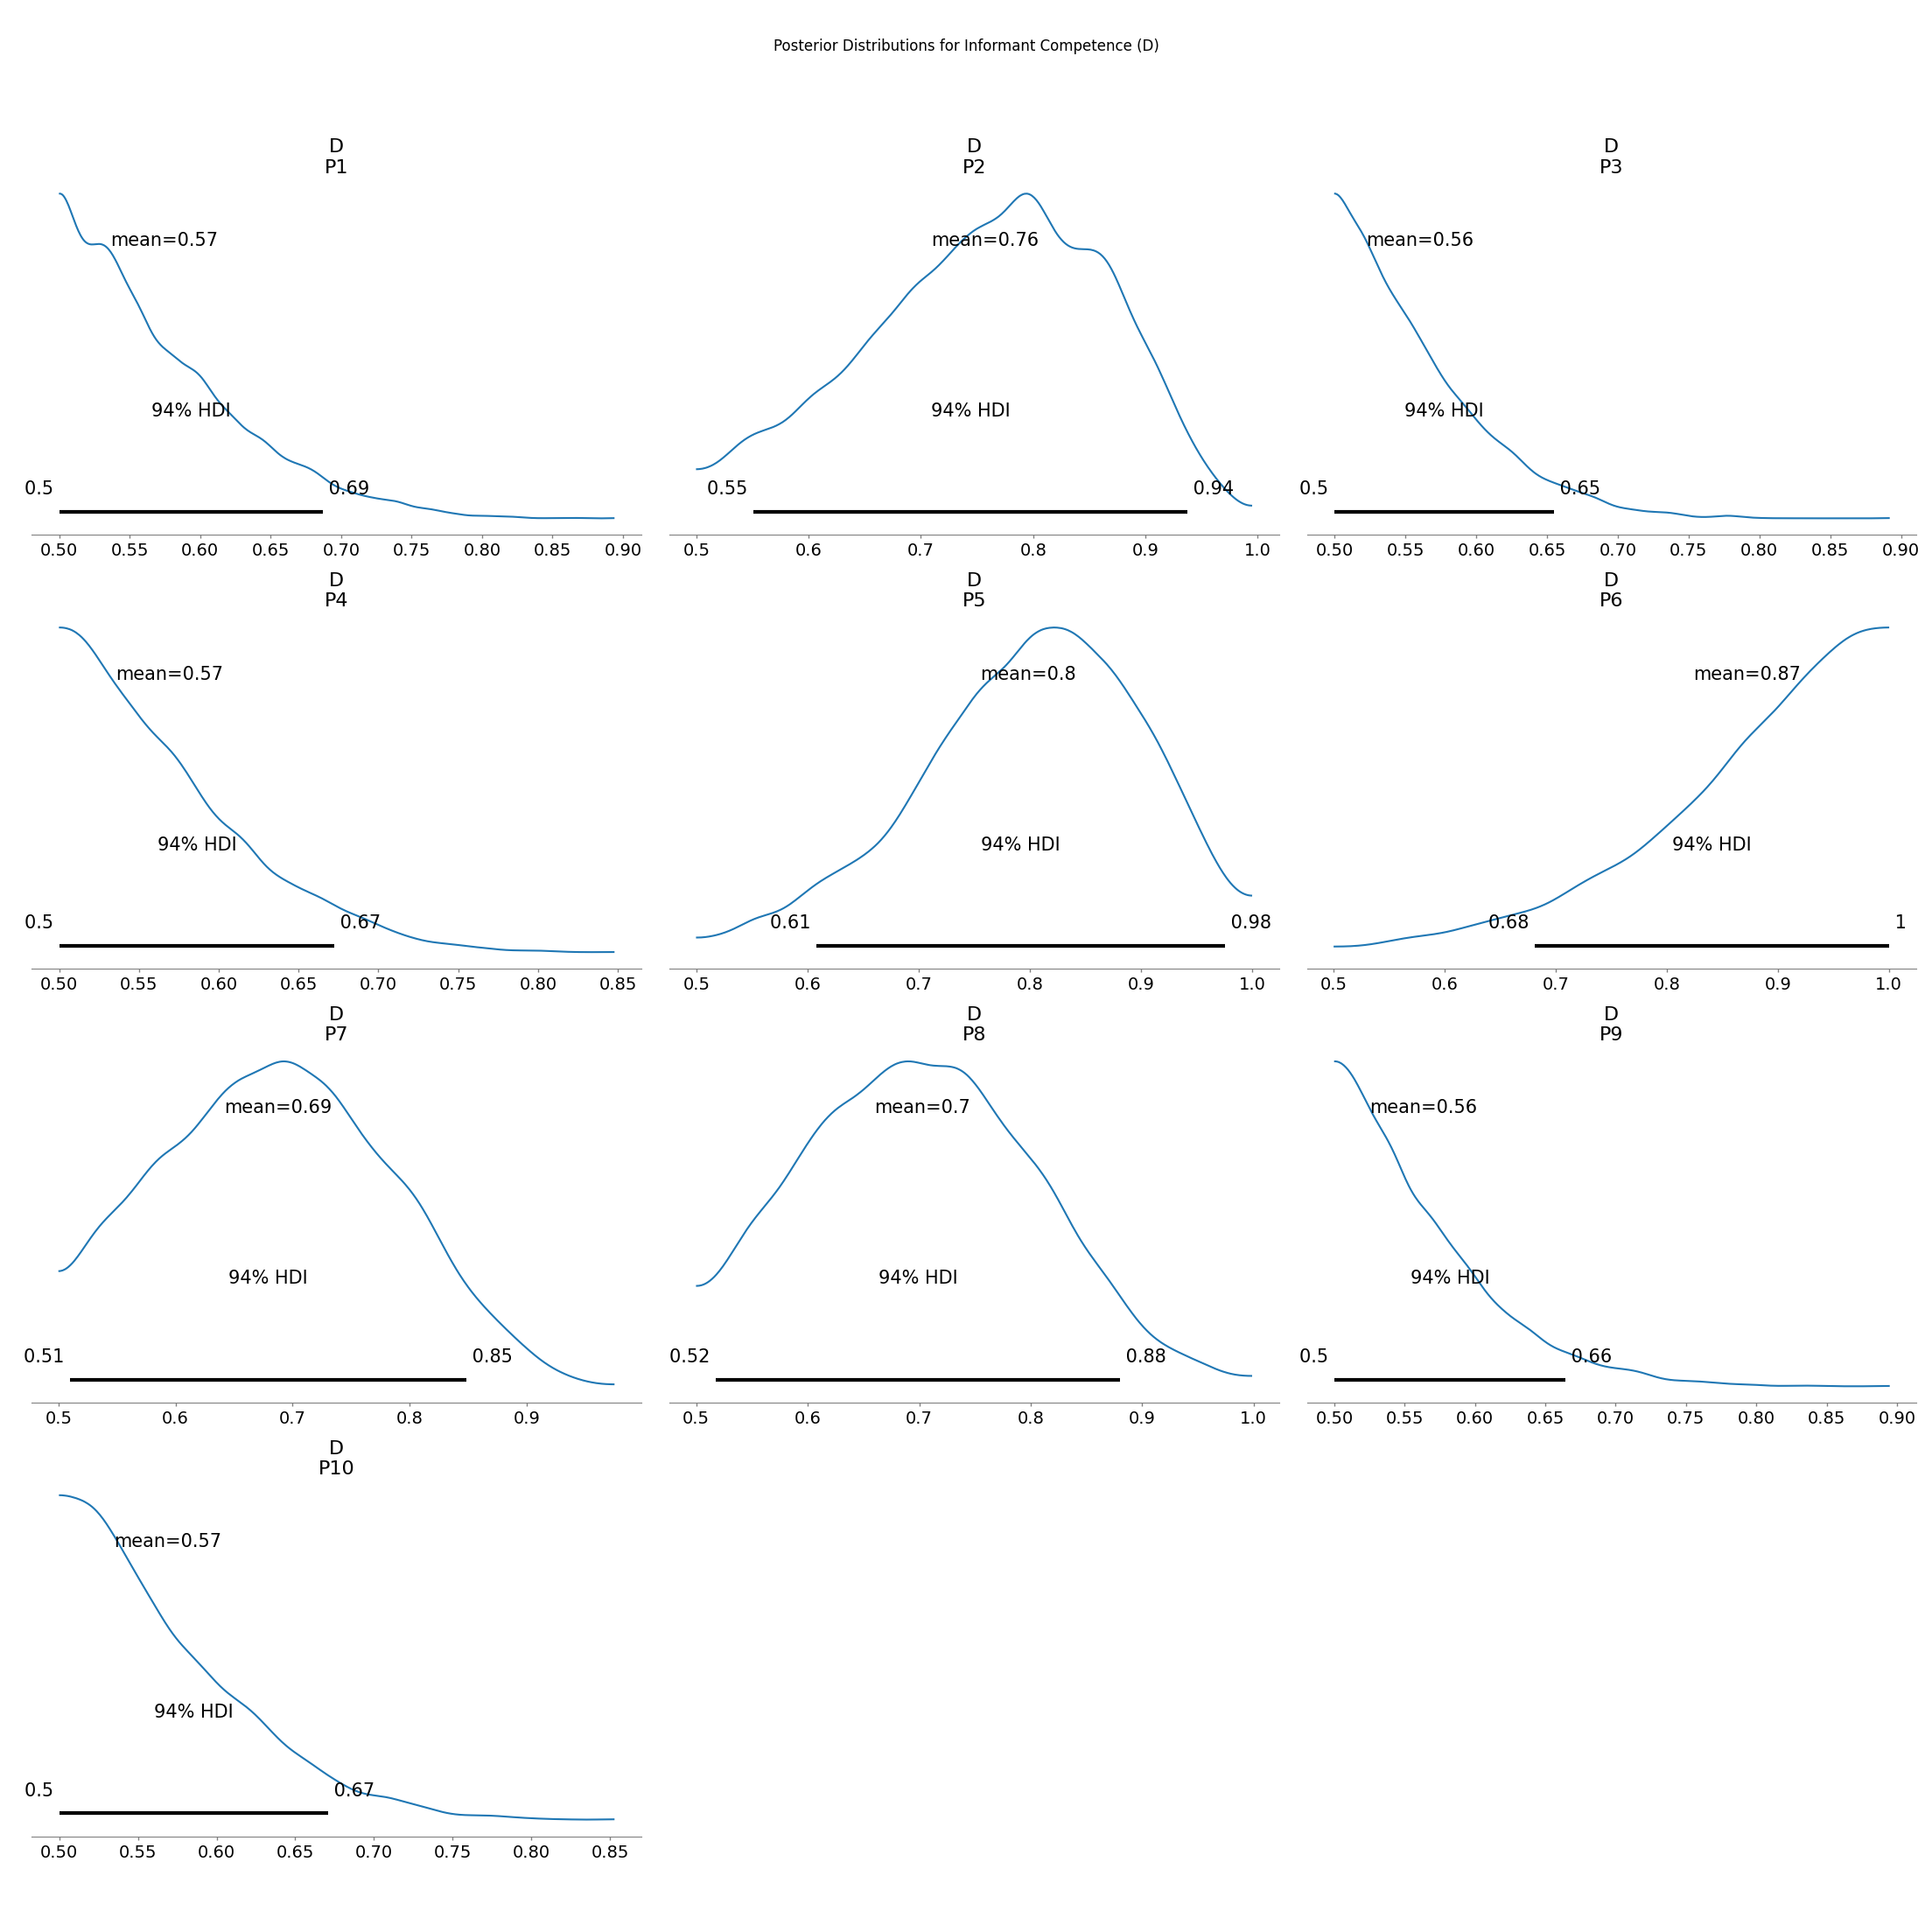 Posterior Distributions for Informant Competence (D)
D
P1
mean=0.57
94% HDI
0.5
0.69
0.50 0.55 0.60 0.65 0.70 0.75 0.80 0.85 0.90
D
P2
mean=0.76
94% HDI
0.55
0.94
0.5 0.6 0.7 0.8 0.9 1.0
D
P3
mean=0.56
94% HDI
0.5
0.65
0.50 0.55 0.60 0.65 0.70 0.75 0.80 0.85 0.90
D
P4
mean=0.57
94% HDI
0.5
0.67
0.50 0.55 0.60 0.65 0.70 0.75 0.80 0.85
D
P5
mean=0.8
94% HDI
0.61
0.98
0.5 0.6 0.7 0.8 0.9 1.0
D
P6
mean=0.87
94% HDI
0.68
1
0.5 0.6 0.7 0.8 0.9 1.0
D
P7
mean=0.69
94% HDI
0.51
0.85
0.5 0.6 0.7 0.8 0.9
D
P8
mean=0.7
94% HDI
0.52
0.88
0.5 0.6 0.7 0.8 0.9 1.0
D
P9
mean=0.56
94% HDI
0.5
0.66
0.50 0.55 0.60 0.65 0.70 0.75 0.80 0.85 0.90
D
P10
mean=0.57
94% HDI
0.5
0.67
0.50 0.55 0.60 0.65 0.70 0.75 0.80 0.85